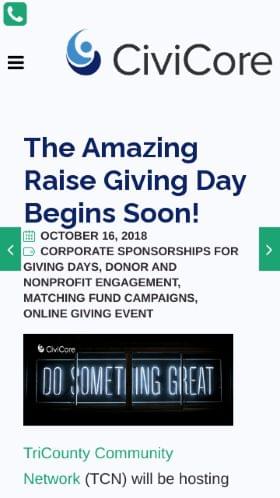 CiviCore
The Amazing
Raise Giving Day
Begins Soon!
OCTOBER 16, 2018
CORPORATE SPONSORSHIPS FOR
GIVING DAYS, DONOR AND
NONPROFIT ENGAGEMENT,
MATCHING FUND CAMPAIGNS,
ONLINE GIVING EVENT
CiviCore
DO SOMETHING GREAT
TriCounty Community
Network (TCN) will be hosting